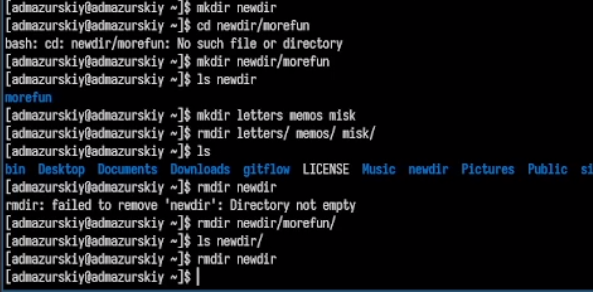 [admazurskiy@admazurskiy ~]$ mkdir newdir
[admazurskiy@admazurskiy ~]$ cd newdir/morefun
bash: cd: newdir/morefun: No such file or directory
[admazurskiy@admazurskiy ~]$ mkdir newdir/morefun
[admazurskiy@admazurskiy ~]$ ls newdir
morefun
[admazurskiy@admazurskiy ~]$ mkdir letters memos misk
[admazurskiy@admazurskiy ~]$ rmdir letters/ memos/ misk/
[admazurskiy@admazurskiy ~]$ ls
bin Desktop Documents Downloads gitflow LICENSE Music newdir Pictures Public si
[admazurskiy@admazurskiy ~]$ rmdir newdir
rmdir: failed to remove 'newdir': Directory not empty
[admazurskiy@admazurskiy ~]$ rmdir newdir/morefun/
[admazurskiy@admazurskiy ~]$ ls newdir/
[admazurskiy@admazurskiy ~]$ rmdir newdir
[admazurskiy@admazurskiy ~]$